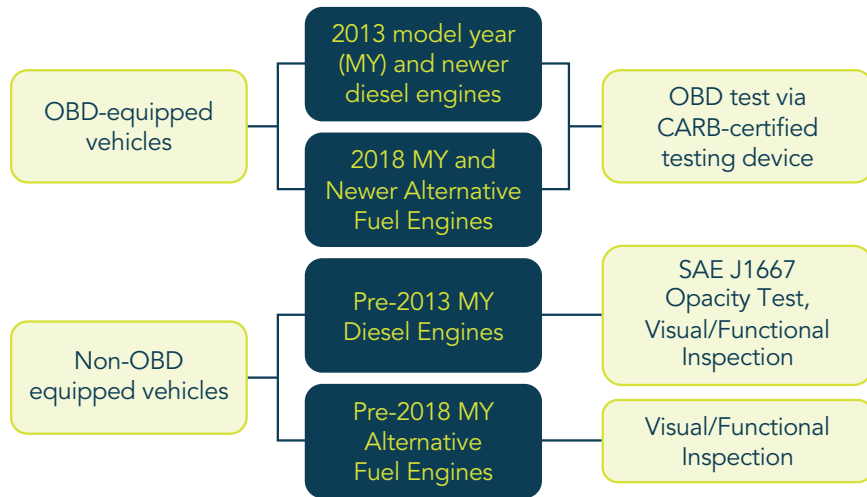 OBD-equipped
vehicles
2013 model year
(MY) and newer
diesel engines
2018 MY and
Newer Alternative
Fuel Engines
OBD test via
CARB-certified
testing device
Non-OBD
equipped vehicles
Pre-2013 MY
Diesel Engines
SAE J1667
Opacity Test,
Visual/Functional
Inspection
Pre-2018 MY
Alternative
Fuel Engines
Visual/Functional
Inspection